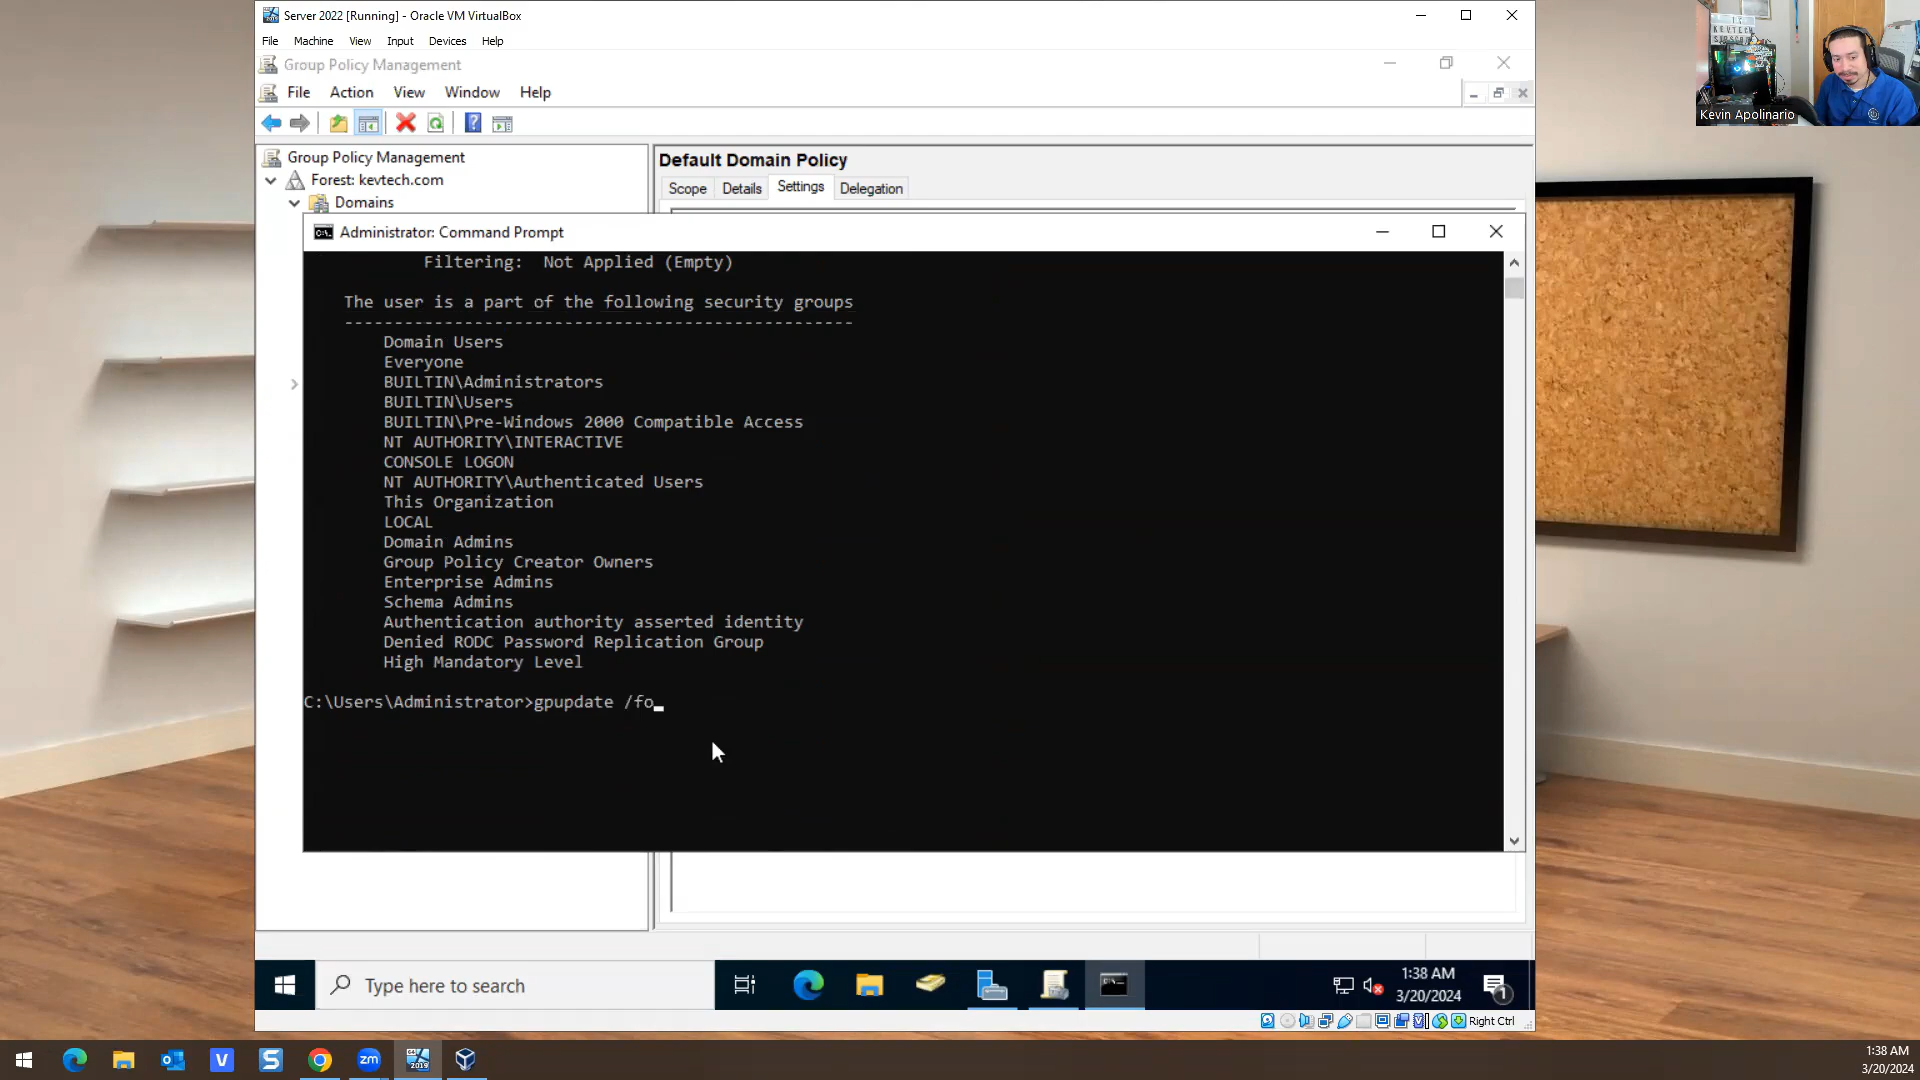 Server 2022 [Running] - Oracle VM VirtualBox
File Machine View Input Devices Help
Group Policy Management
File Action View Window Help
Group Policy Management
Forest: kevtech.com
Domains
Default Domain Policy
Scope Details Settings Delegation
Administrator: Command Prompt
Filtering: Not Applied (Empty)
The user is a part of the following security groups
---------------------------------------------------
Domain Users
Everyone
BUILTIN\Administrators
BUILTIN\Users
BUILTIN\Pre-Windows 2000 Compatible Access
NT AUTHORITY\INTERACTIVE
CONSOLE LOGON
NT AUTHORITY\Authenticated Users
This Organization
LOCAL
Domain Admins
Group Policy Creator Owners
Enterprise Admins
Schema Admins
Authentication authority asserted identity
Denied RODC Password Replication Group
High Mandatory Level
C:\Users\Administrator>gpupdate /fo_
Type here to search
1:38 AM
3/20/2024
1
Right Ctrl
Kevin Apolinario
KEVTECH
zm
2019
1:38 AM
3/20/2024